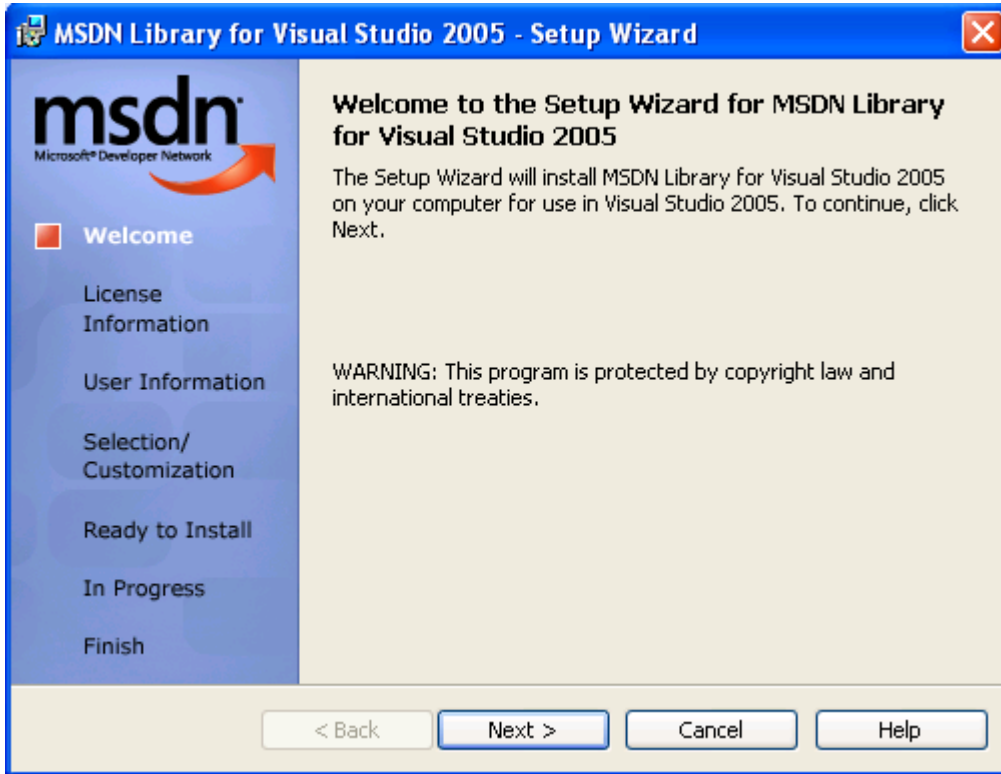 MSDN Library for Visual Studio 2005 - Setup Wizard
msdn
Microsoft® Developer Network
Welcome
License
Information
User Information
Selection/
Customization
Ready to Install
In Progress
Finish
Welcome to the Setup Wizard for MSDN Library
for Visual Studio 2005
The Setup Wizard will install MSDN Library for Visual Studio 2005
on your computer for use in Visual Studio 2005. To continue, click
Next.
WARNING: This program is protected by copyright law and
international treaties.
< Back
Next >
Cancel
Help